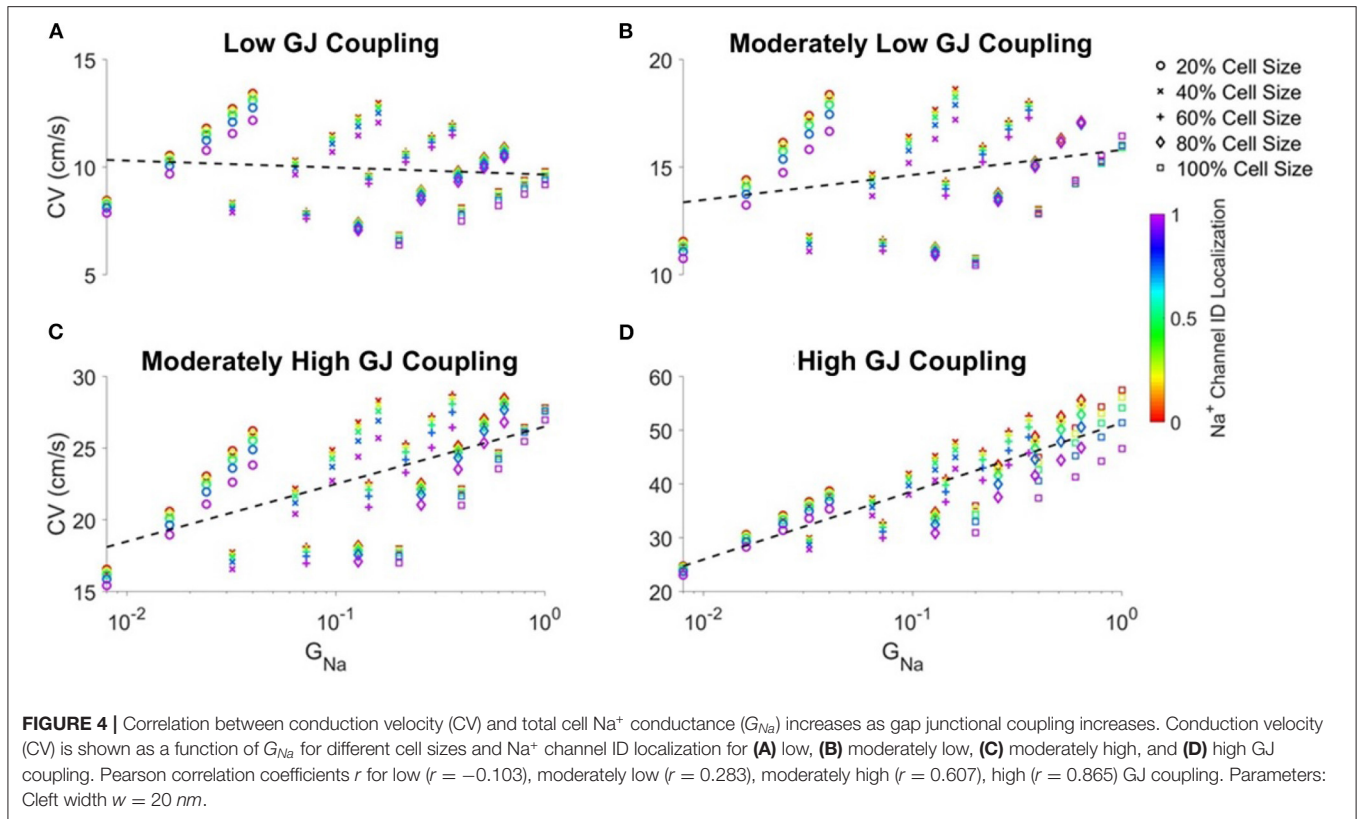 A
Low GJ Coupling
15
10
5
CV (cm/s)
B
Moderately Low GJ Coupling
20
15
10
20% Cell Size
40% Cell Size
60% Cell Size
80% Cell Size
100% Cell Size
1
0.5
0
Na⁺ Channel ID Localization
C
Moderately High GJ Coupling
30
25
20
15
CV (cm/s)
10⁻²
10⁻¹
10⁰
G_Na
D
High GJ Coupling
60
50
40
30
20
10⁻²
10⁻¹
10⁰
G_Na
FIGURE 4 | Correlation between conduction velocity (CV) and total cell Na⁺ conductance (G_Na) increases as gap junctional coupling increases. Conduction velocity
(CV) is shown as a function of G_Na for different cell sizes and Na⁺ channel ID localization for (A) low, (B) moderately low, (C) moderately high, and (D) high GJ
coupling. Pearson correlation coefficients r for low (r = −0.103), moderately low (r = 0.283), moderately high (r = 0.607), high (r = 0.865) GJ coupling. Parameters:
Cleft width w = 20 nm.